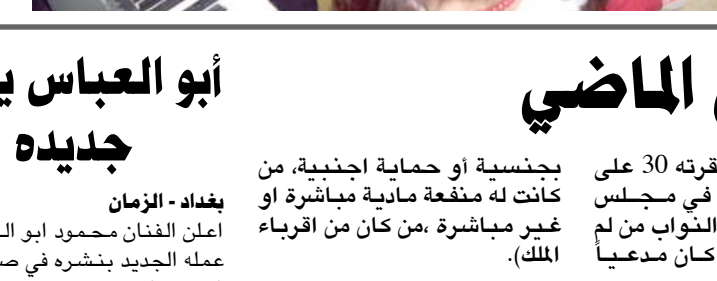 الماضي
قرته 30 على
في مجلس
النواب من لم
كان مدعياً
بجنسية أو حماية اجنبية، من
كانت له منفعة مادية مباشرة او
غير مباشرة ،من كان من اقرباء
الملك).
أبو العباس
جديده
بغداد - الزمان
اعلن الفنان محمود ابو
عمله الجديد بنشره في